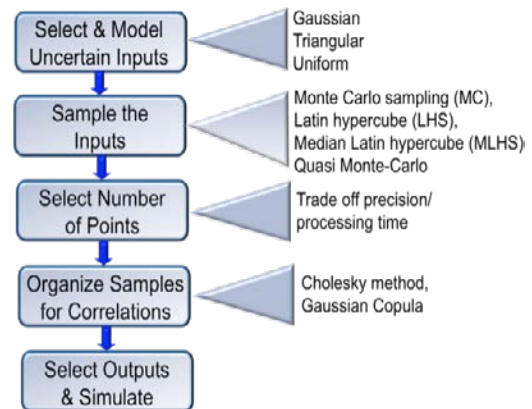 Select & Model
Uncertain Inputs
Gaussian
Triangular
Uniform
Sample the
Inputs
Monte Carlo sampling (MC),
Latin hypercube (LHS),
Median Latin hypercube (MLHS)
Quasi Monte-Carlo
Select Number
of Points
Trade off precision/
processing time
Organize Samples
for Correlations
Cholesky method,
Gaussian Copula
Select Outputs
& Simulate